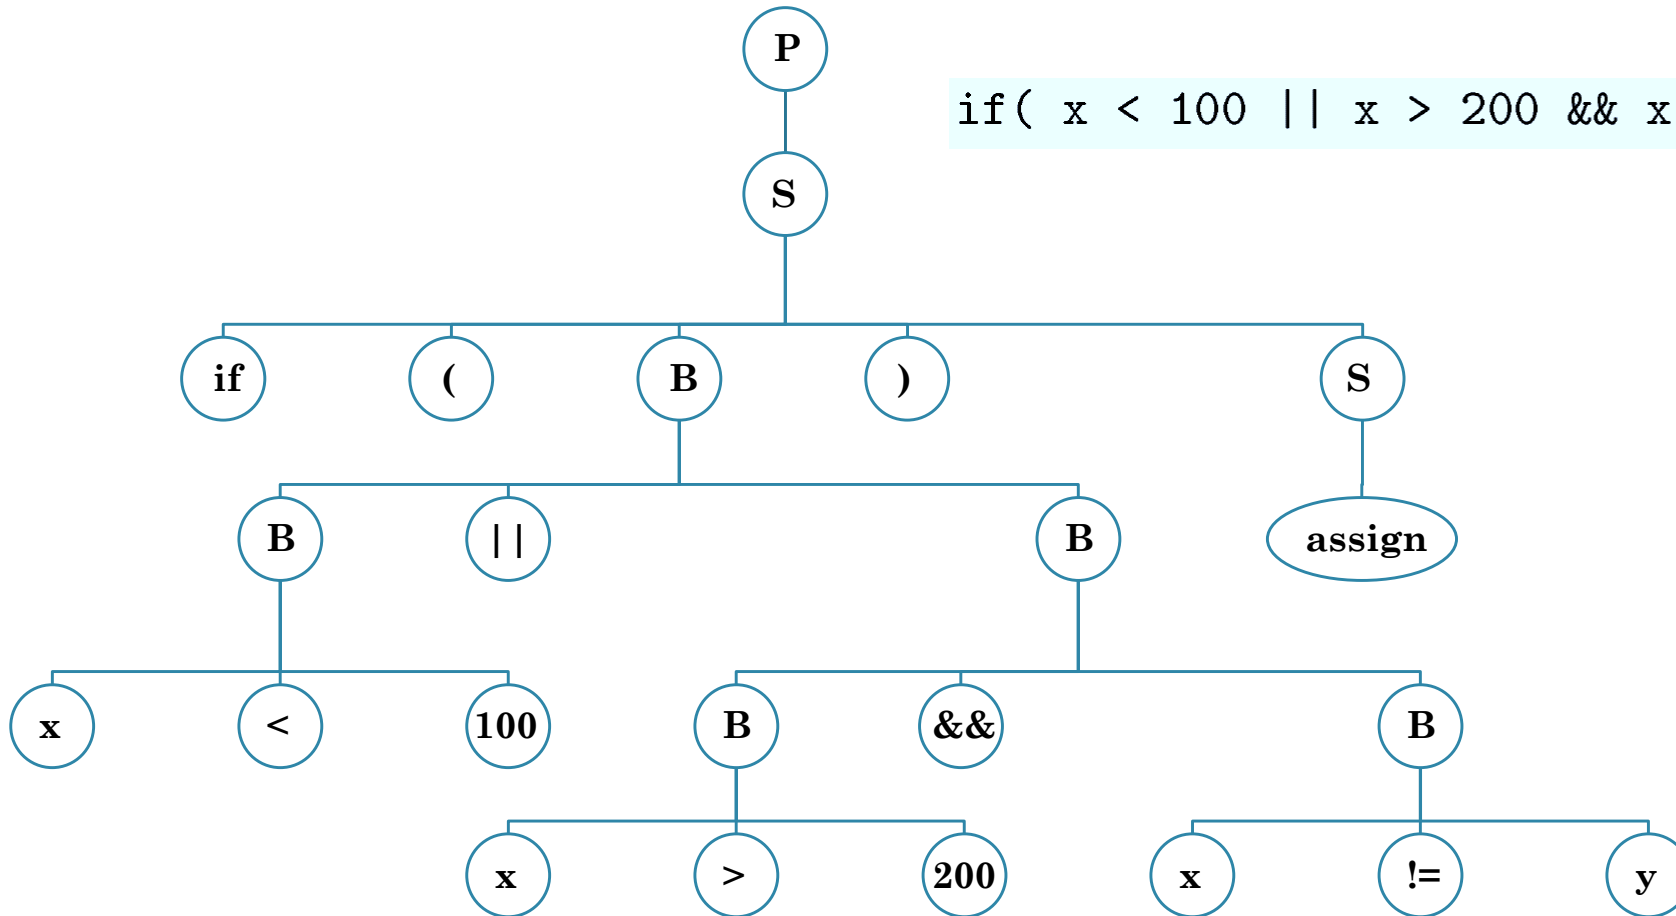 P
if( x < 100 || x > 200 && x
S
if ( B ) S
B || B assign
x < 100 B && B
x > 200 x != y